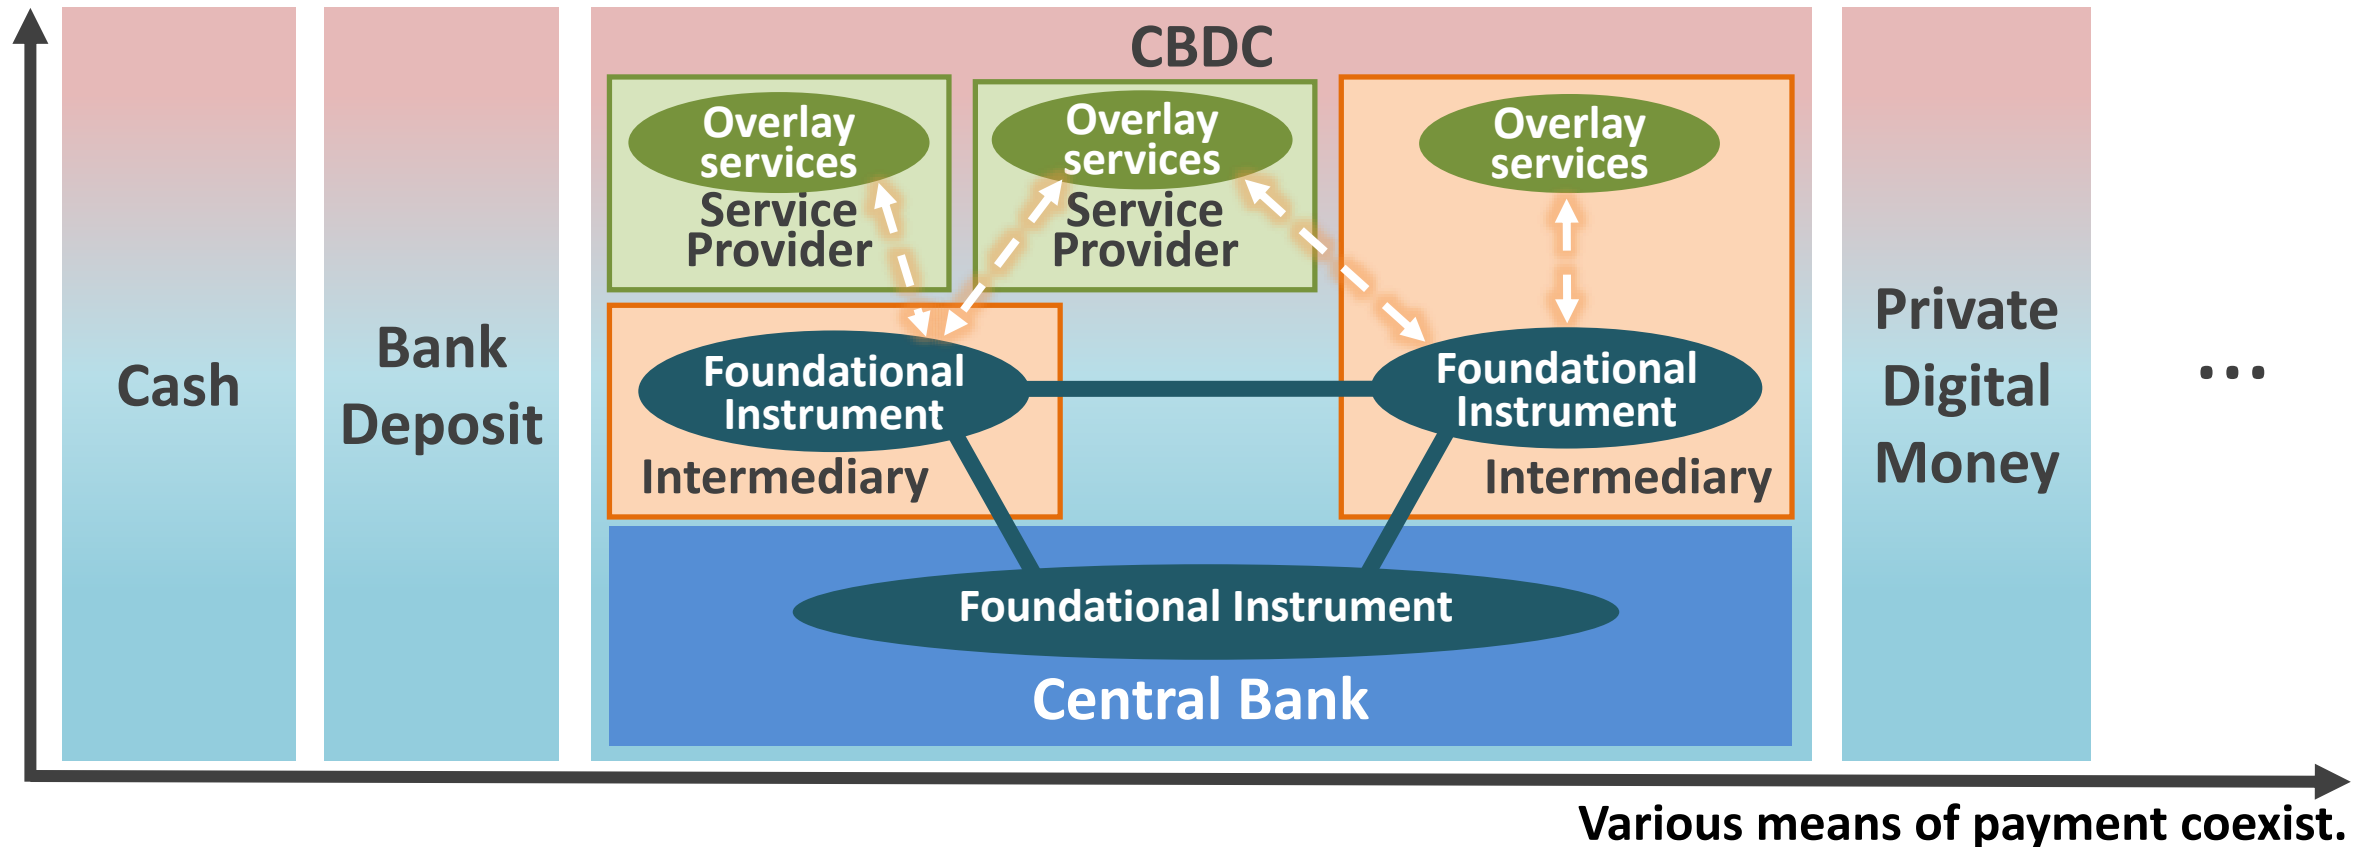 CBDC
Overlay
services
Service
Provider
Overlay
services
Service
Provider
Overlay
services
Cash
Bank
Deposit
Foundational
Instrument
Intermediary
Foundational
Instrument
Intermediary
Foundational Instrument
Central Bank
Private
Digital
Money
...
Various means of payment coexist.